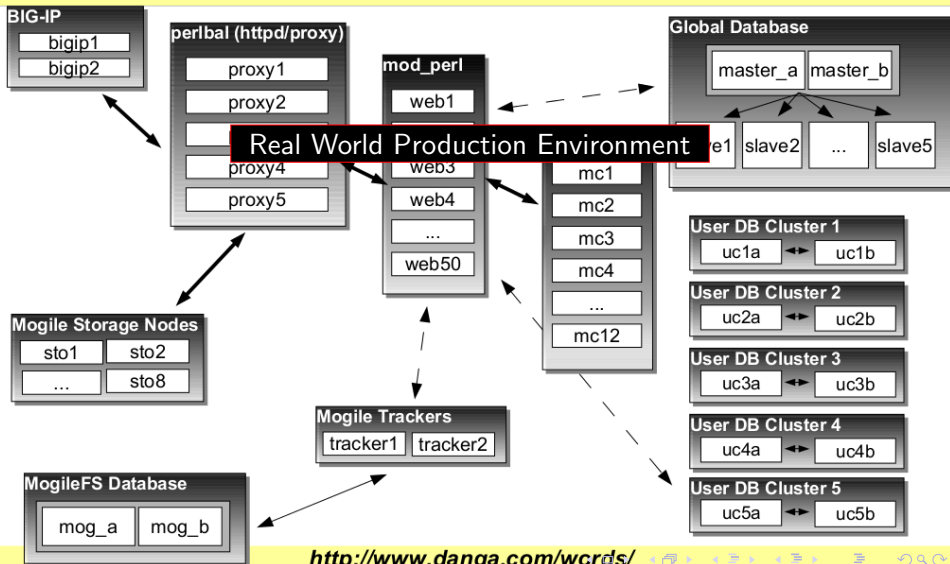 BIG-IP
bigip1
bigip2
perlbal (httpd/proxy)
proxy1
proxy2
proxy4
proxy5
mod_perl
web1
web3
web4
...
web50
Real World Production Environment
Global Database
master_a master_b
slave2 ... slave5
mc1
mc2
mc3
mc4
...
mc12
User DB Cluster 1
uc1a uc1b
User DB Cluster 2
uc2a uc2b
User DB Cluster 3
uc3a uc3b
User DB Cluster 4
uc4a uc4b
User DB Cluster 5
uc5a uc5b
Mogile Storage Nodes
sto1 sto2
... sto8
Mogile Trackers
tracker1 tracker2
MogileFS Database
mog_a mog_b
http://www.danga.com/words/